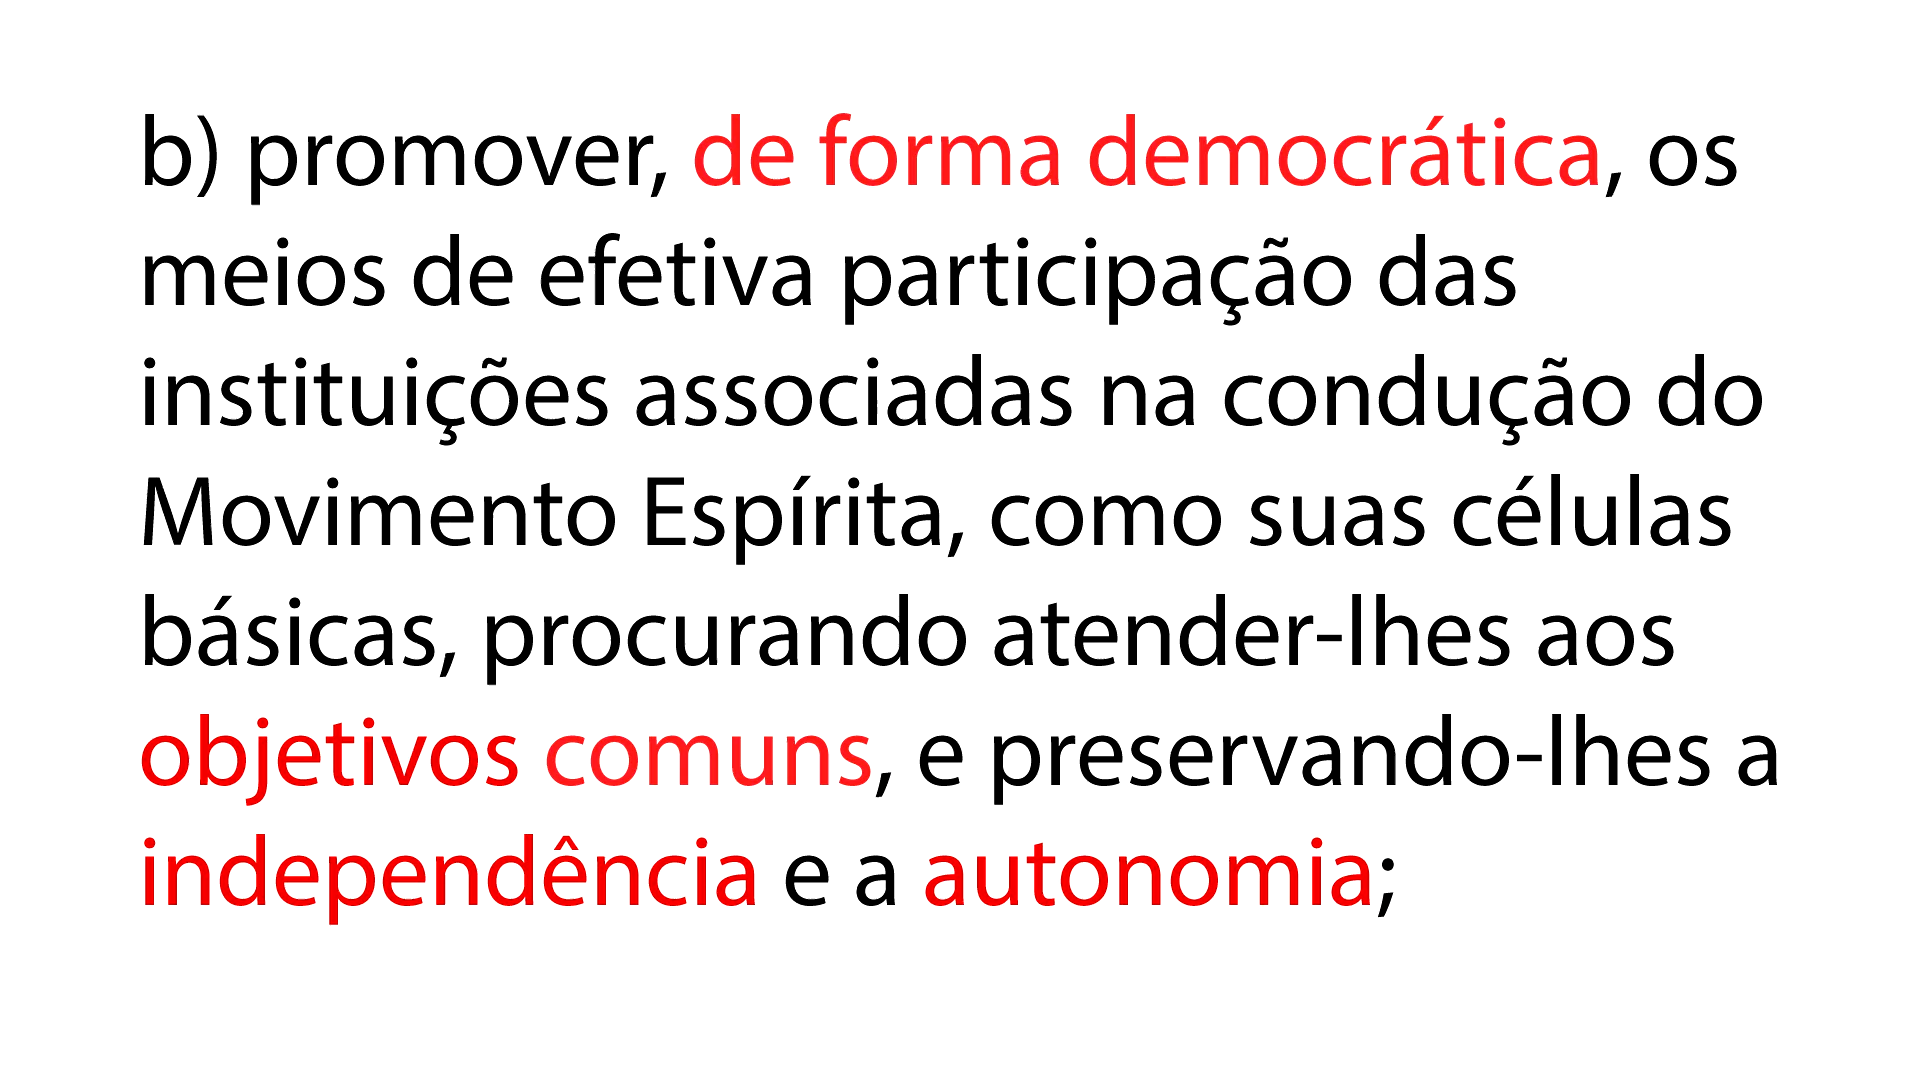 b) promover, de forma democrática, os
meios de efetiva participação das
instituições associadas na condução do
Movimento Espírita, como suas células
básicas, procurando atender-lhes aos
objetivos comuns, e preservando-lhes a
independência e a autonomia;